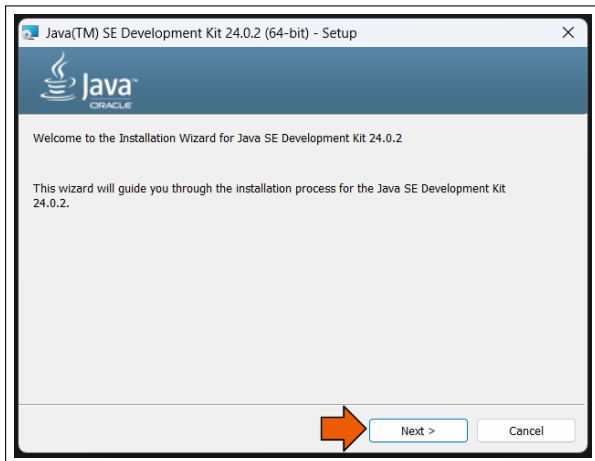 Java(TM) SE Development Kit 24.0.2 (64-bit) - Setup
Java™
ORACLE
Welcome to the Installation Wizard for Java SE Development Kit 24.0.2
This wizard will guide you through the installation process for the Java SE Development Kit
24.0.2.
Next >
Cancel